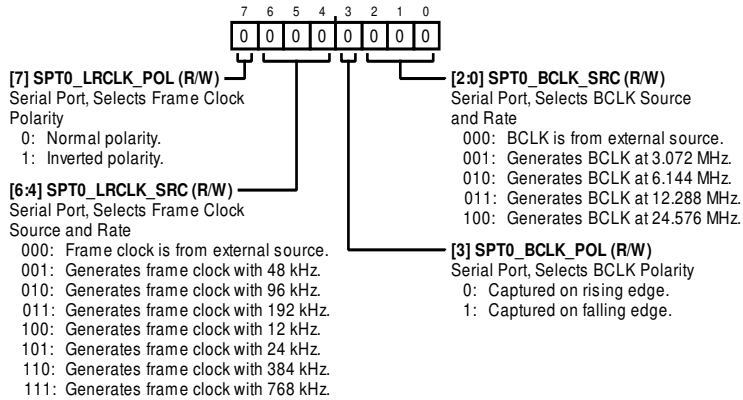 7 6 5 4 3 2 1 0
0 0 0 0 0 0 0 0
[7] SPT0_LRCLK_POL (R/W)
Serial Port, Selects Frame Clock
Polarity
0: Normal polarity.
1: Inverted polarity.
[6:4] SPT0_LRCLK_SRC (R/W)
Serial Port, Selects Frame Clock
Source and Rate
000: Frame clock is from external source.
001: Generates frame clock with 48 kHz.
010: Generates frame clock with 96 kHz.
011: Generates frame clock with 192 kHz.
100: Generates frame clock with 12 kHz.
101: Generates frame clock with 24 kHz.
110: Generates frame clock with 384 kHz.
111: Generates frame clock with 768 kHz.
[2:0] SPT0_BCLK_SRC (R/W)
Serial Port, Selects BCLK Source
and Rate
000: BCLK is from external source.
001: Generates BCLK at 3.072 MHz.
010: Generates BCLK at 6.144 MHz.
011: Generates BCLK at 12.288 MHz.
100: Generates BCLK at 24.576 MHz.
[3] SPT0_BCLK_POL (R/W)
Serial Port, Selects BCLK Polarity
0: Captured on rising edge.
1: Captured on falling edge.